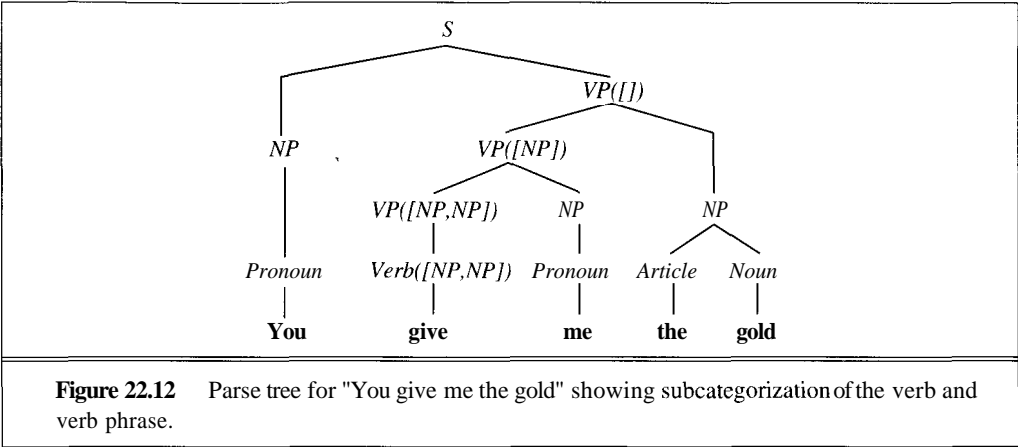 S
VP([])
NP VP([NP])
VP([NP,NP]) NP NP
Pronoun Verb([NP,NP]) Pronoun Article Noun
You give me the gold
Figure 22.12 Parse tree for "You give me the gold" showing subcategorization of the verb and
verb phrase.